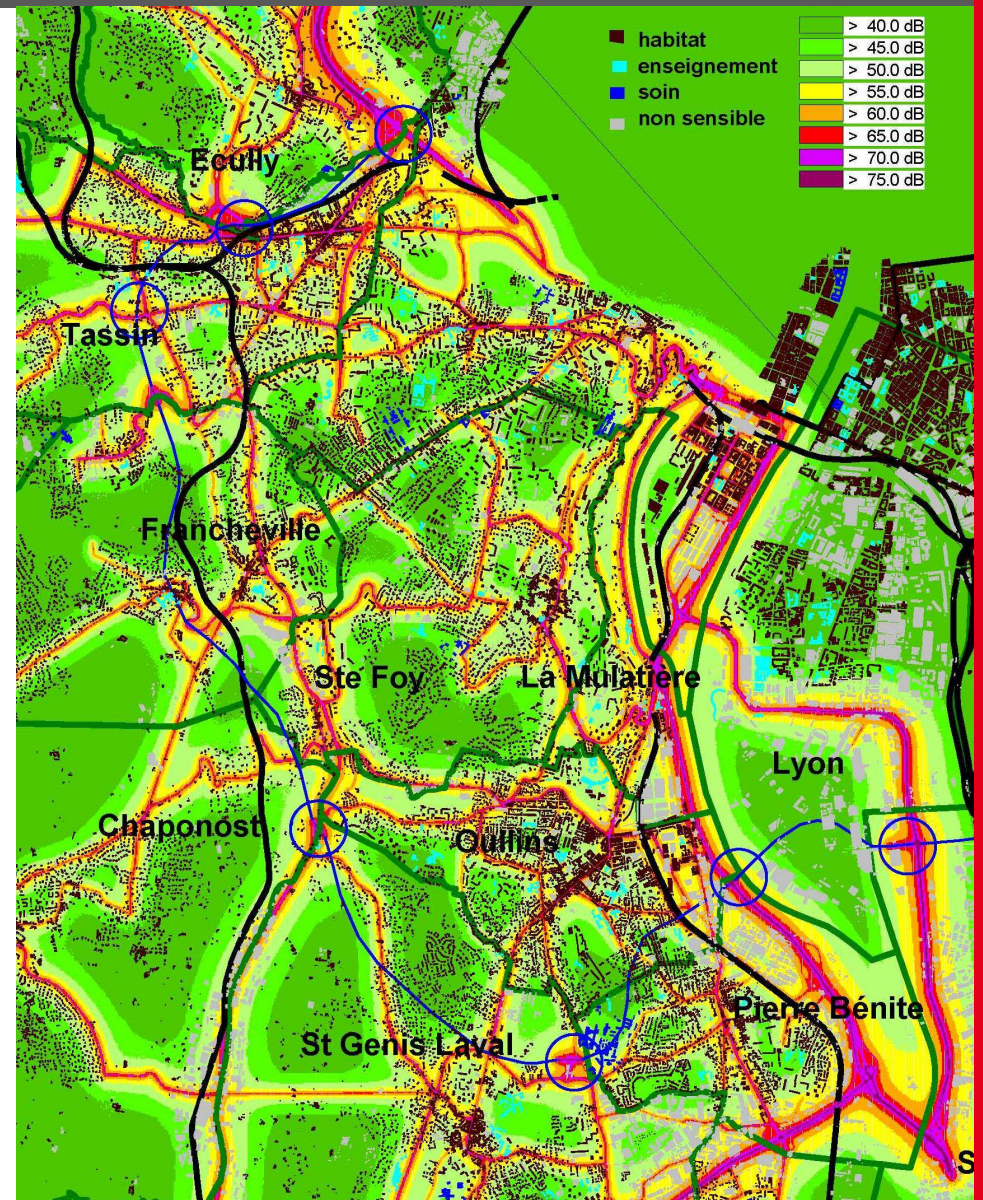 habitat
enseignement
soin
non sensible
> 40.0 dB
> 45.0 dB
> 50.0 dB
> 55.0 dB
> 60.0 dB
> 65.0 dB
> 70.0 dB
> 75.0 dB
Ecully
Tassin
Francheville
Ste Foy
La Mulatière
Lyon
Chaponost
Oullins
Pierre Bénite
St Genis Laval
S